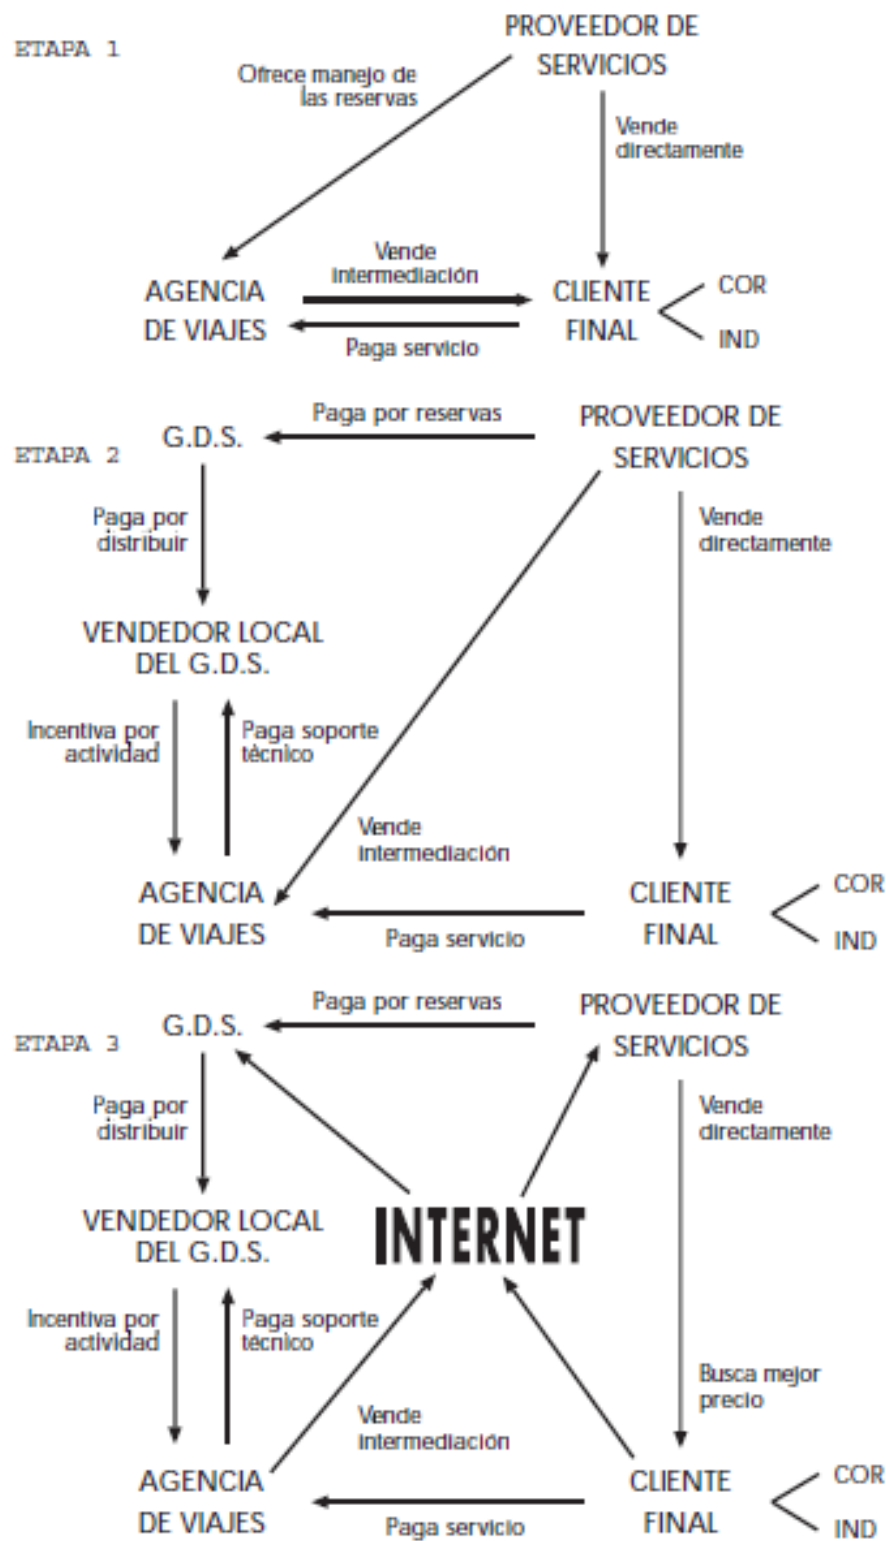 ETAPA 1
PROVEEDOR DE
SERVICIOS
Ofrece manejo de
las reservas
Vende
directamente
Vende
intermediación
AGENCIA
DE VIAJES
CLIENTE
FINAL
COR
IND
Paga servicio
ETAPA 2
G.D.S.
Paga por reservas
PROVEEDOR DE
SERVICIOS
Paga por
distribuir
Vende
directamente
VENDEDOR LOCAL
DEL G.D.S.
Incentiva por
actividad
Paga soporte
técnico
Vende
intermediación
AGENCIA
DE VIAJES
CLIENTE
FINAL
COR
IND
Paga servicio
ETAPA 3
G.D.S.
Paga por reservas
PROVEEDOR DE
SERVICIOS
Paga por
distribuir
Vende
directamente
VENDEDOR LOCAL
DEL G.D.S.
INTERNET
Incentiva por
actividad
Paga soporte
técnico
Busca mejor
precio
Vende
intermediación
AGENCIA
DE VIAJES
CLIENTE
FINAL
COR
IND
Paga servicio